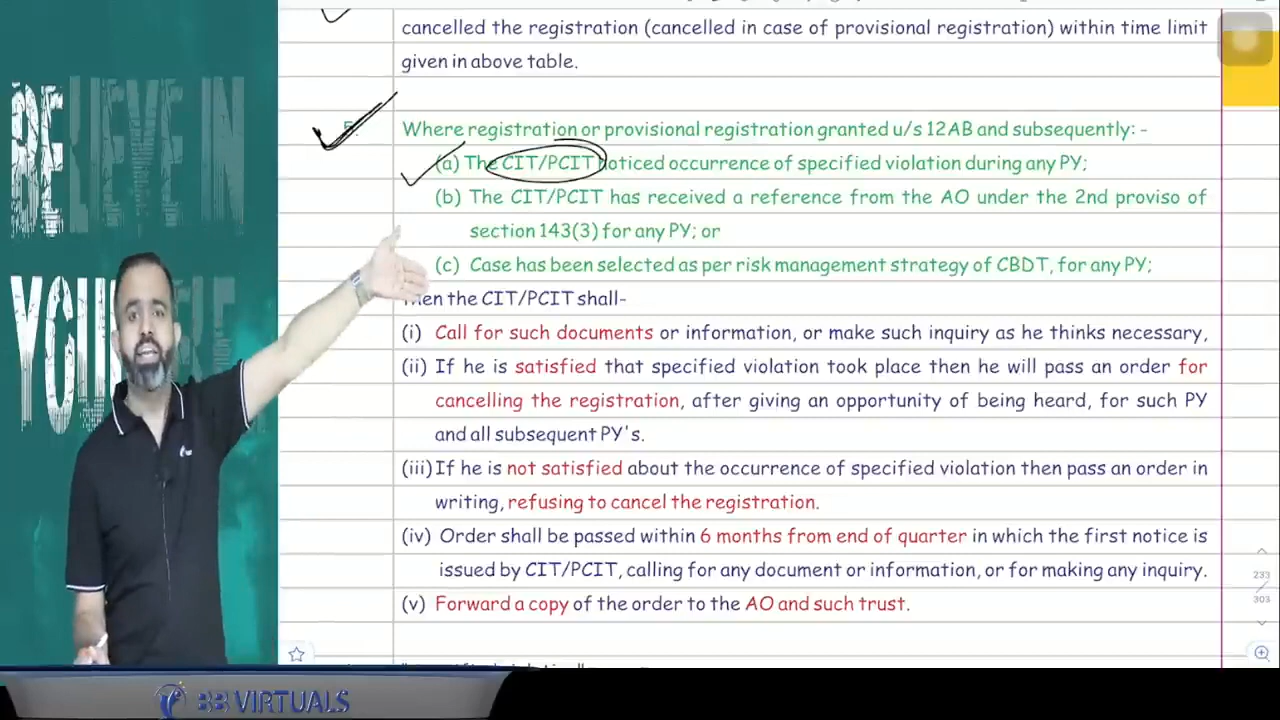 BELIEVE IN
cancelled the registration (cancelled in case of provisional registration) within time limit
given in above table.
5.
Where registration or provisional registration granted u/s 12AB and subsequently: -
(a) The CIT/PCIT noticed occurrence of specified violation during any PY;
(b) The CIT/PCIT has received a reference from the AO under the 2nd proviso of
section 143(3) for any PY; or
(c) Case has been selected as per risk management strategy of CBDT, for any PY;
Then the CIT/PCIT shall-
(i) Call for such documents or information, or make such inquiry as he thinks necessary,
(ii) If he is satisfied that specified violation took place then he will pass an order for
cancelling the registration, after giving an opportunity of being heard, for such PY
and all subsequent PY's.
(iii) If he is not satisfied about the occurrence of specified violation then pass an order in
writing, refusing to cancel the registration.
(iv) Order shall be passed within 6 months from end of quarter in which the first notice is
issued by CIT/PCIT, calling for any document or information, or for making any inquiry.
(v) Forward a copy of the order to the AO and such trust.
233
303
BB VIRTUALS